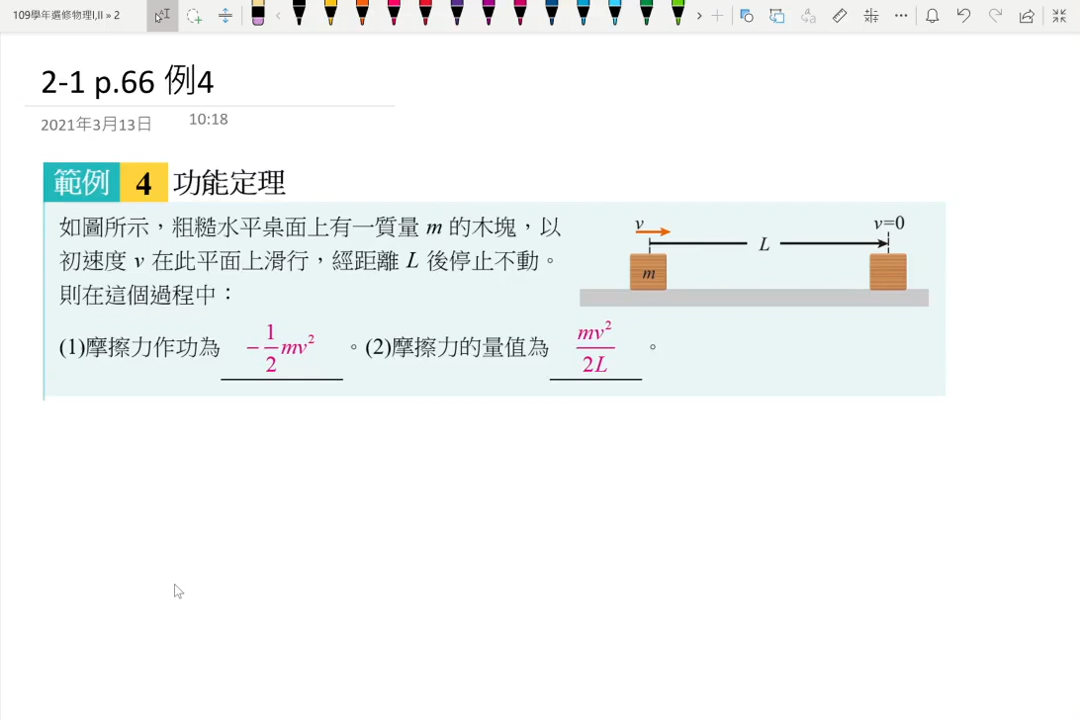 109學年選修物理I,II » 2
2-1 p.66 例4
2021年3月13日 10:18
範例 4 功能定理
如圖所示，粗糙水平桌面上有一質量 m 的木塊，以
初速度 v 在此平面上滑行，經距離 L 後停止不動。
則在這個過程中：
(1)摩擦力作功為 -1/2 mv² 。(2)摩擦力的量值為 mv²/2L 。
v
L
v=0
m